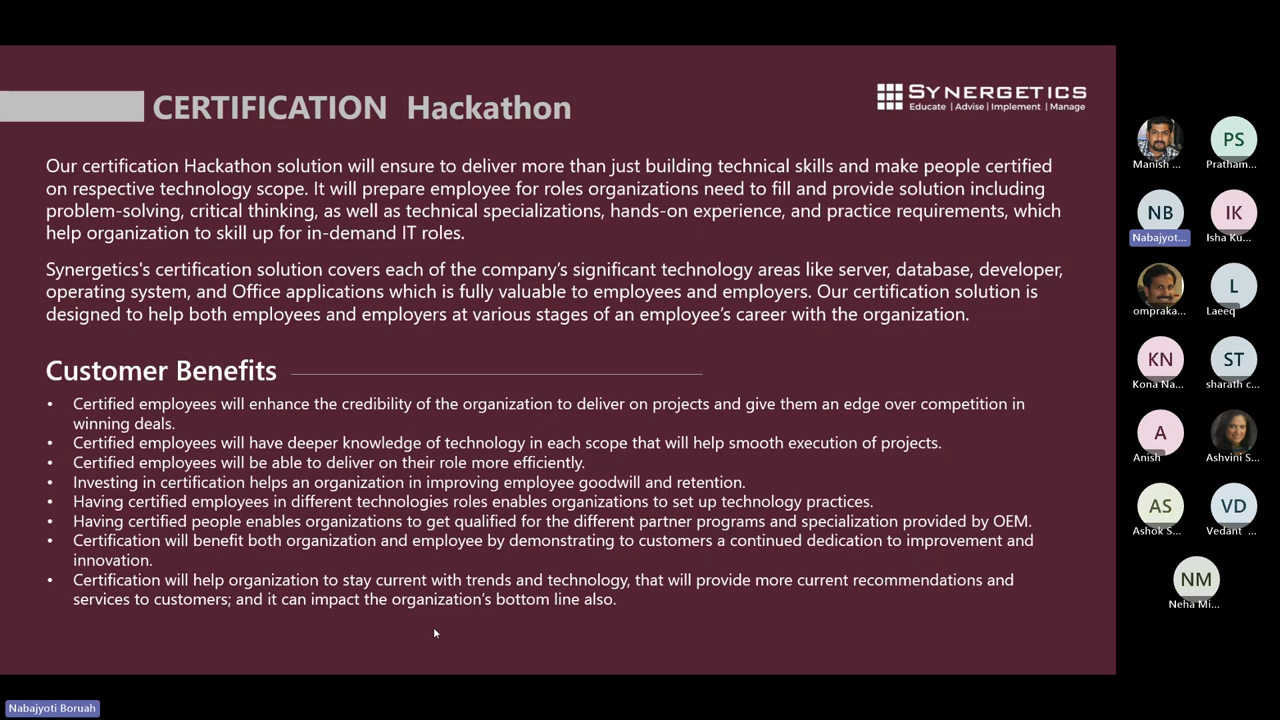 CERTIFICATION Hackathon
SYNERGETICS
Educate | Advise | Implement | Manage
Our certification Hackathon solution will ensure to deliver more than just building technical skills and make people certified
on respective technology scope. It will prepare employee for roles organizations need to fill and provide solution including
problem-solving, critical thinking, as well as technical specializations, hands-on experience, and practice requirements, which
help organization to skill up for in-demand IT roles.
Synergetics's certification solution covers each of the company's significant technology areas like server, database, developer,
operating system, and Office applications which is fully valuable to employees and employers. Our certification solution is
designed to help both employees and employers at various stages of an employee's career with the organization.
Customer Benefits
• Certified employees will enhance the credibility of the organization to deliver on projects and give them an edge over competition in
winning deals.
• Certified employees will have deeper knowledge of technology in each scope that will help smooth execution of projects.
• Certified employees will be able to deliver on their role more efficiently.
• Investing in certification helps an organization in improving employee goodwill and retention.
• Having certified employees in different technologies roles enables organizations to set up technology practices.
• Having certified people enables organizations to get qualified for the different partner programs and specialization provided by OEM.
• Certification will benefit both organization and employee by demonstrating to customers a continued dedication to improvement and
innovation.
• Certification will help organization to stay current with trends and technology, that will provide more current recommendations and
services to customers; and it can impact the organization's bottom line also.
Manish ...
PS
Pratham...
NB
Nabajyot...
IK
Isha Ku...
ompraka...
L
Laeeq
KN
Kona Na...
ST
sharath c...
A
Anish
Ashvini S...
AS
Ashok S...
VD
Vedant ...
NM
Neha Mi...
Nabajyoti Boruah